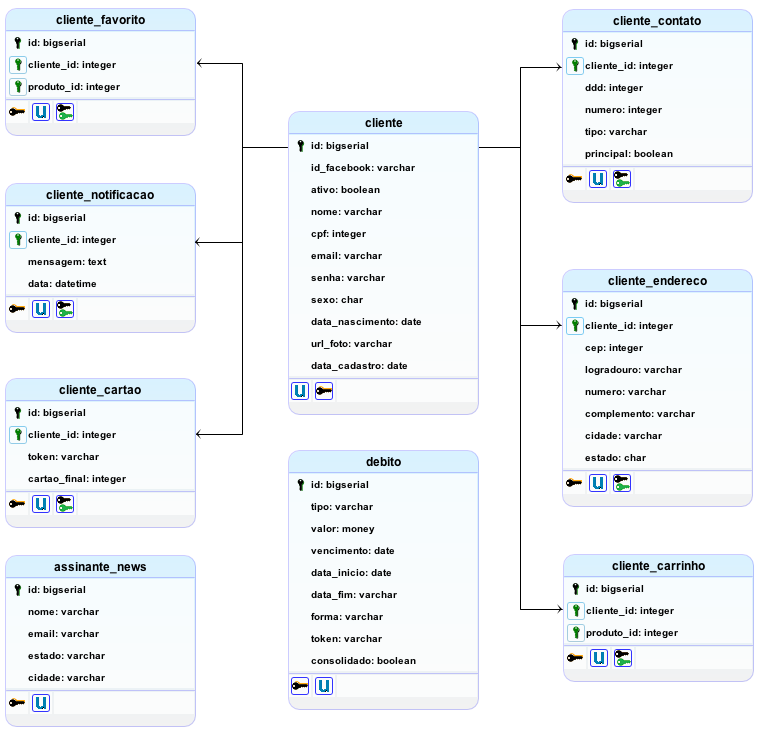 cliente_favorito
id: bigserial
cliente_id: integer
produto_id: integer
cliente_notificacao
id: bigserial
cliente_id: integer
mensagem: text
data: datetime
cliente_cartao
id: bigserial
cliente_id: integer
token: varchar
cartao_final: integer
assinante_news
id: bigserial
nome: varchar
email: varchar
estado: varchar
cidade: varchar
cliente
id: bigserial
id_facebook: varchar
ativo: boolean
nome: varchar
cpf: integer
email: varchar
senha: varchar
sexo: char
data_nascimento: date
url_foto: varchar
data_cadastro: date
debito
id: bigserial
tipo: varchar
valor: money
vencimento: date
data_inicio: date
data_fim: varchar
forma: varchar
token: varchar
consolidado: boolean
cliente_contato
id: bigserial
cliente_id: integer
ddd: integer
numero: integer
tipo: varchar
principal: boolean
cliente_endereco
id: bigserial
cliente_id: integer
cep: integer
logradouro: varchar
numero: varchar
complemento: varchar
cidade: varchar
estado: char
cliente_carrinho
id: bigserial
cliente_id: integer
produto_id: integer